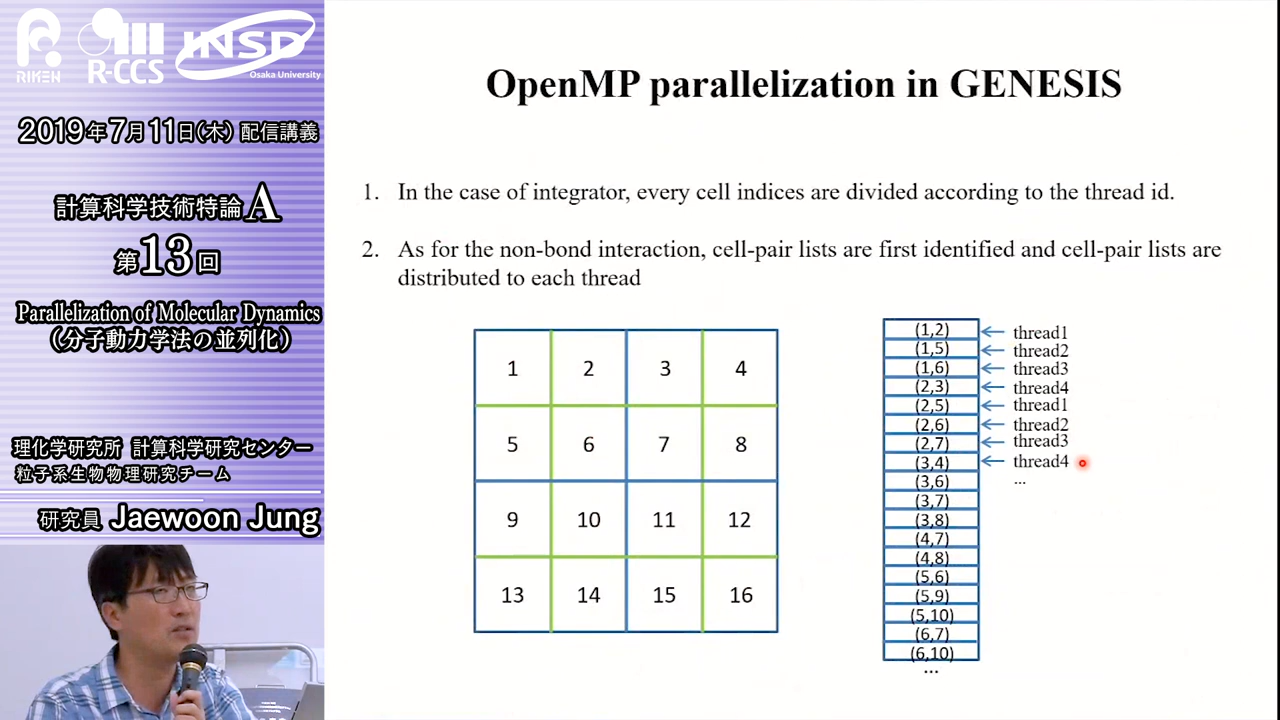 RIKEN
R-CCS
INSD
Osaka University
2019年7月11日(木) 配信講義
計算科学技術特論A
第13回
Parallelization of Molecular Dynamics
(分子動力学法の並列化)
理化学研究所 計算科学研究センター
粒子系生物物理研究チーム
研究員 Jaewoon Jung
OpenMP parallelization in GENESIS
1. In the case of integrator, every cell indices are divided according to the thread id.
2. As for the non-bond interaction, cell-pair lists are first identified and cell-pair lists are
distributed to each thread
1 2 3 4
5 6 7 8
9 10 11 12
13 14 15 16
(1,2) thread1
(1,5) thread2
(1,6) thread3
(2,3) thread4
(2,5) thread1
(2,6) thread2
(2,7) thread3
(3,4) thread4
(3,6) ...
(3,7)
(3,8)
(4,7)
(4,8)
(5,6)
(5,9)
(5,10)
(6,7)
(6,10)
...